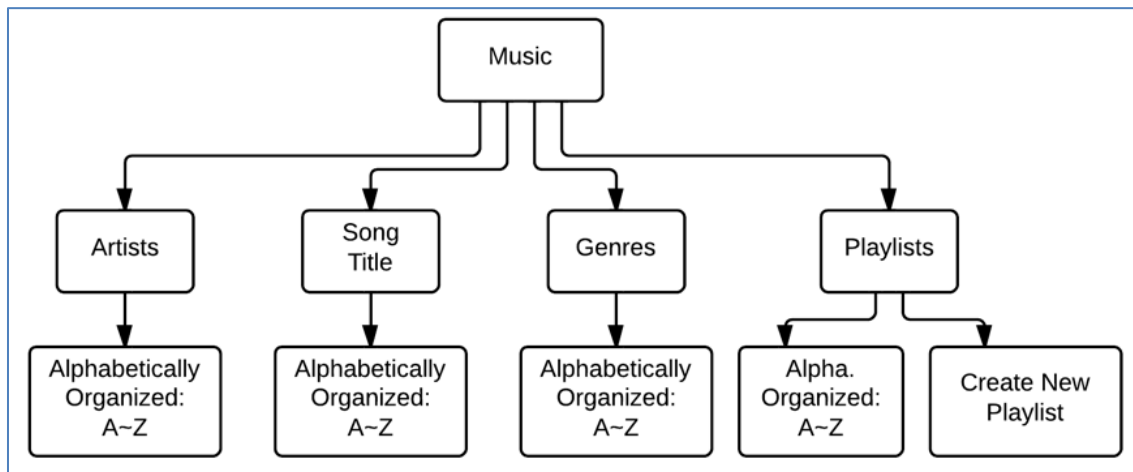 Music
Artists
Song
Title
Genres
Playlists
Alphabetically
Organized:
A~Z
Alphabetically
Organized:
A~Z
Alphabetically
Organized:
A~Z
Alpha.
Organized:
A~Z
Create New
Playlist